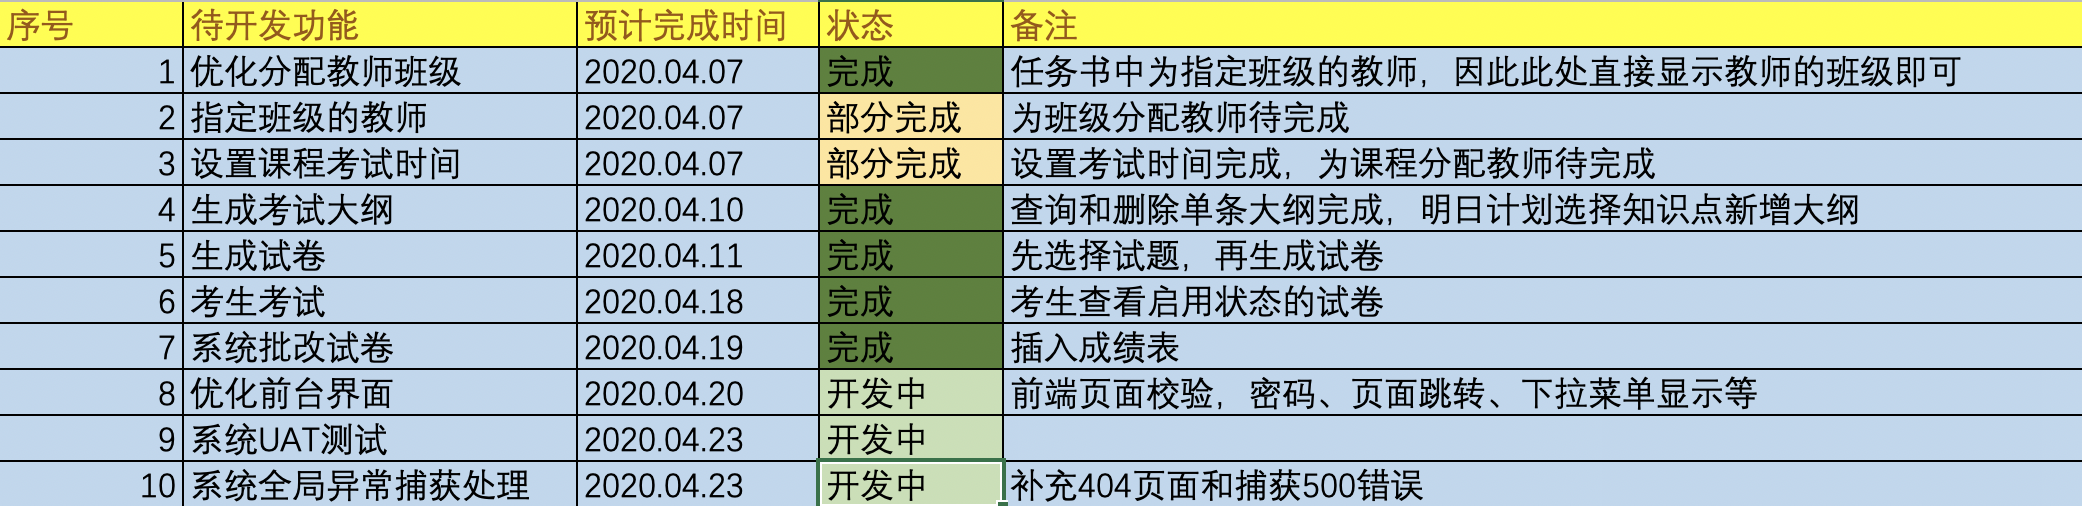 序号 待开发功能 预计完成时间 状态 备注
1 优化分配教师班级 2020.04.07 完成 任务书中为指定班级的教师，因此此处直接显示教师的班级即可
2 指定班级的教师 2020.04.07 部分完成 为班级分配教师待完成
3 设置课程考试时间 2020.04.07 部分完成 设置考试时间完成，为课程分配教师待完成
4 生成考试大纲 2020.04.10 完成 查询和删除单条大纲完成，明日计划选择知识点新增大纲
5 生成试卷 2020.04.11 完成 先选择试题，再生成试卷
6 考生考试 2020.04.18 完成 考生查看启用状态的试卷
7 系统批改试卷 2020.04.19 完成 插入成绩表
8 优化前台界面 2020.04.20 开发中 前端页面校验，密码、页面跳转、下拉菜单显示等
9 系统UAT测试 2020.04.23 开发中
10 系统全局异常捕获处理 2020.04.23 开发中 补充404页面和捕获500错误